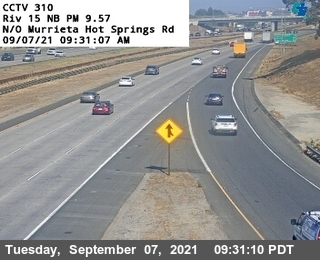 CCTV 310
Riv 15 NB PM 9.57
N/O Murrieta Hot Springs Rd
09/07/21 09:31:07 AM
Tuesday, September 07, 2021 09:31:10 PDT